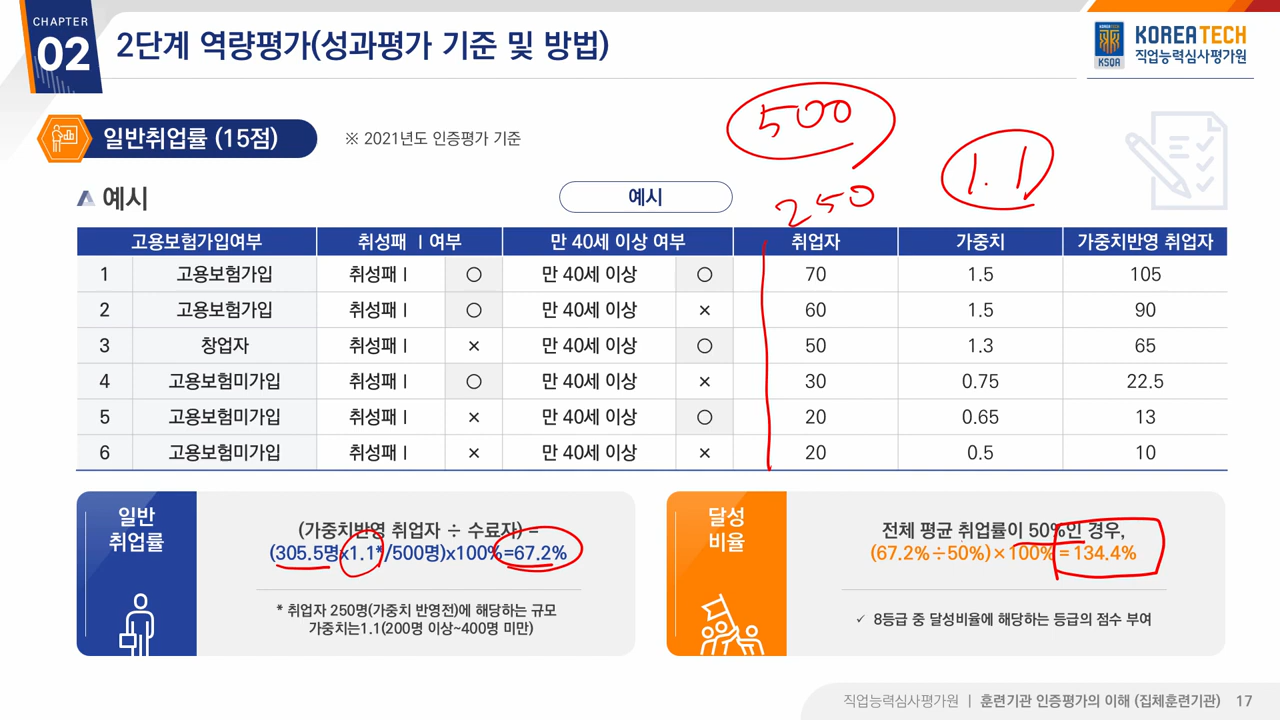 CHAPTER
02
2단계 역량평가(성과평가 기준 및 방법)
KOREATECH
직업능력심사평가원
KSQA
일반취업률 (15점)
※ 2021년도 인증평가 기준
500
1.1
250
예시
예시
고용보험가입여부 취성패 Ⅰ여부 만 40세 이상 여부 취업자 가중치 가중치반영 취업자
1 고용보험가입 취성패Ⅰ ○ 만 40세 이상 ○ 70 1.5 105
2 고용보험가입 취성패Ⅰ ○ 만 40세 이상 × 60 1.5 90
3 창업자 취성패Ⅰ × 만 40세 이상 ○ 50 1.3 65
4 고용보험미가입 취성패Ⅰ ○ 만 40세 이상 × 30 0.75 22.5
5 고용보험미가입 취성패Ⅰ × 만 40세 이상 ○ 20 0.65 13
6 고용보험미가입 취성패Ⅰ × 만 40세 이상 × 20 0.5 10
일반
취업률
(가중치반영 취업자 ÷ 수료자) =
(305.5명x1.1*/500명)x100%=67.2%
* 취업자 250명(가중치 반영전)에 해당하는 규모
가중치는1.1(200명 이상~400명 미만)
달성
비율
전체 평균 취업률이 50%인 경우,
(67.2%÷50%)×100% = 134.4%
✓ 8등급 중 달성비율에 해당하는 등급의 점수 부여
직업능력심사평가원 | 훈련기관 인증평가의 이해 (집체훈련기관) 17